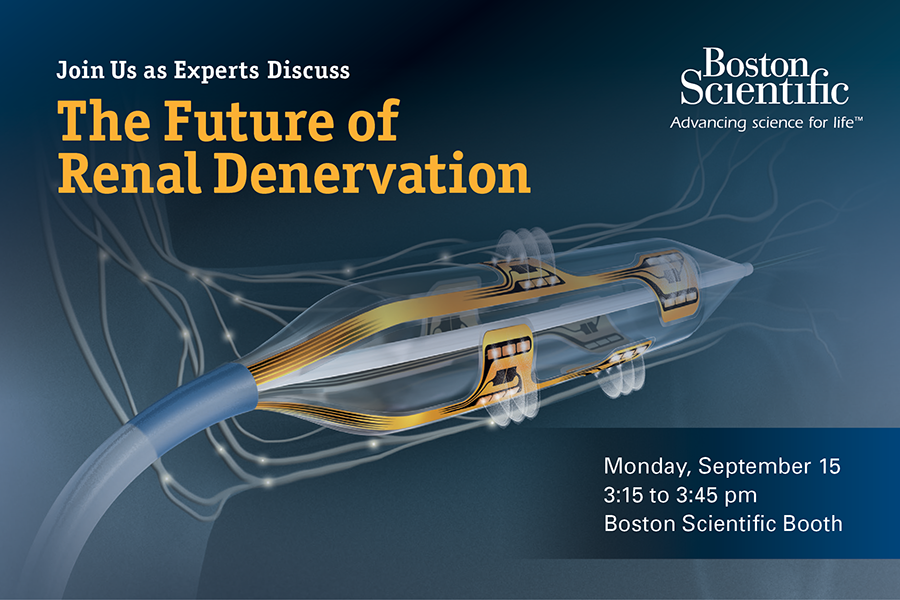 Join Us as Experts Discuss
The Future of
Renal Denervation
Boston
Scientific
Advancing science for life™
Monday, September 15
3:15 to 3:45 pm
Boston Scientific Booth